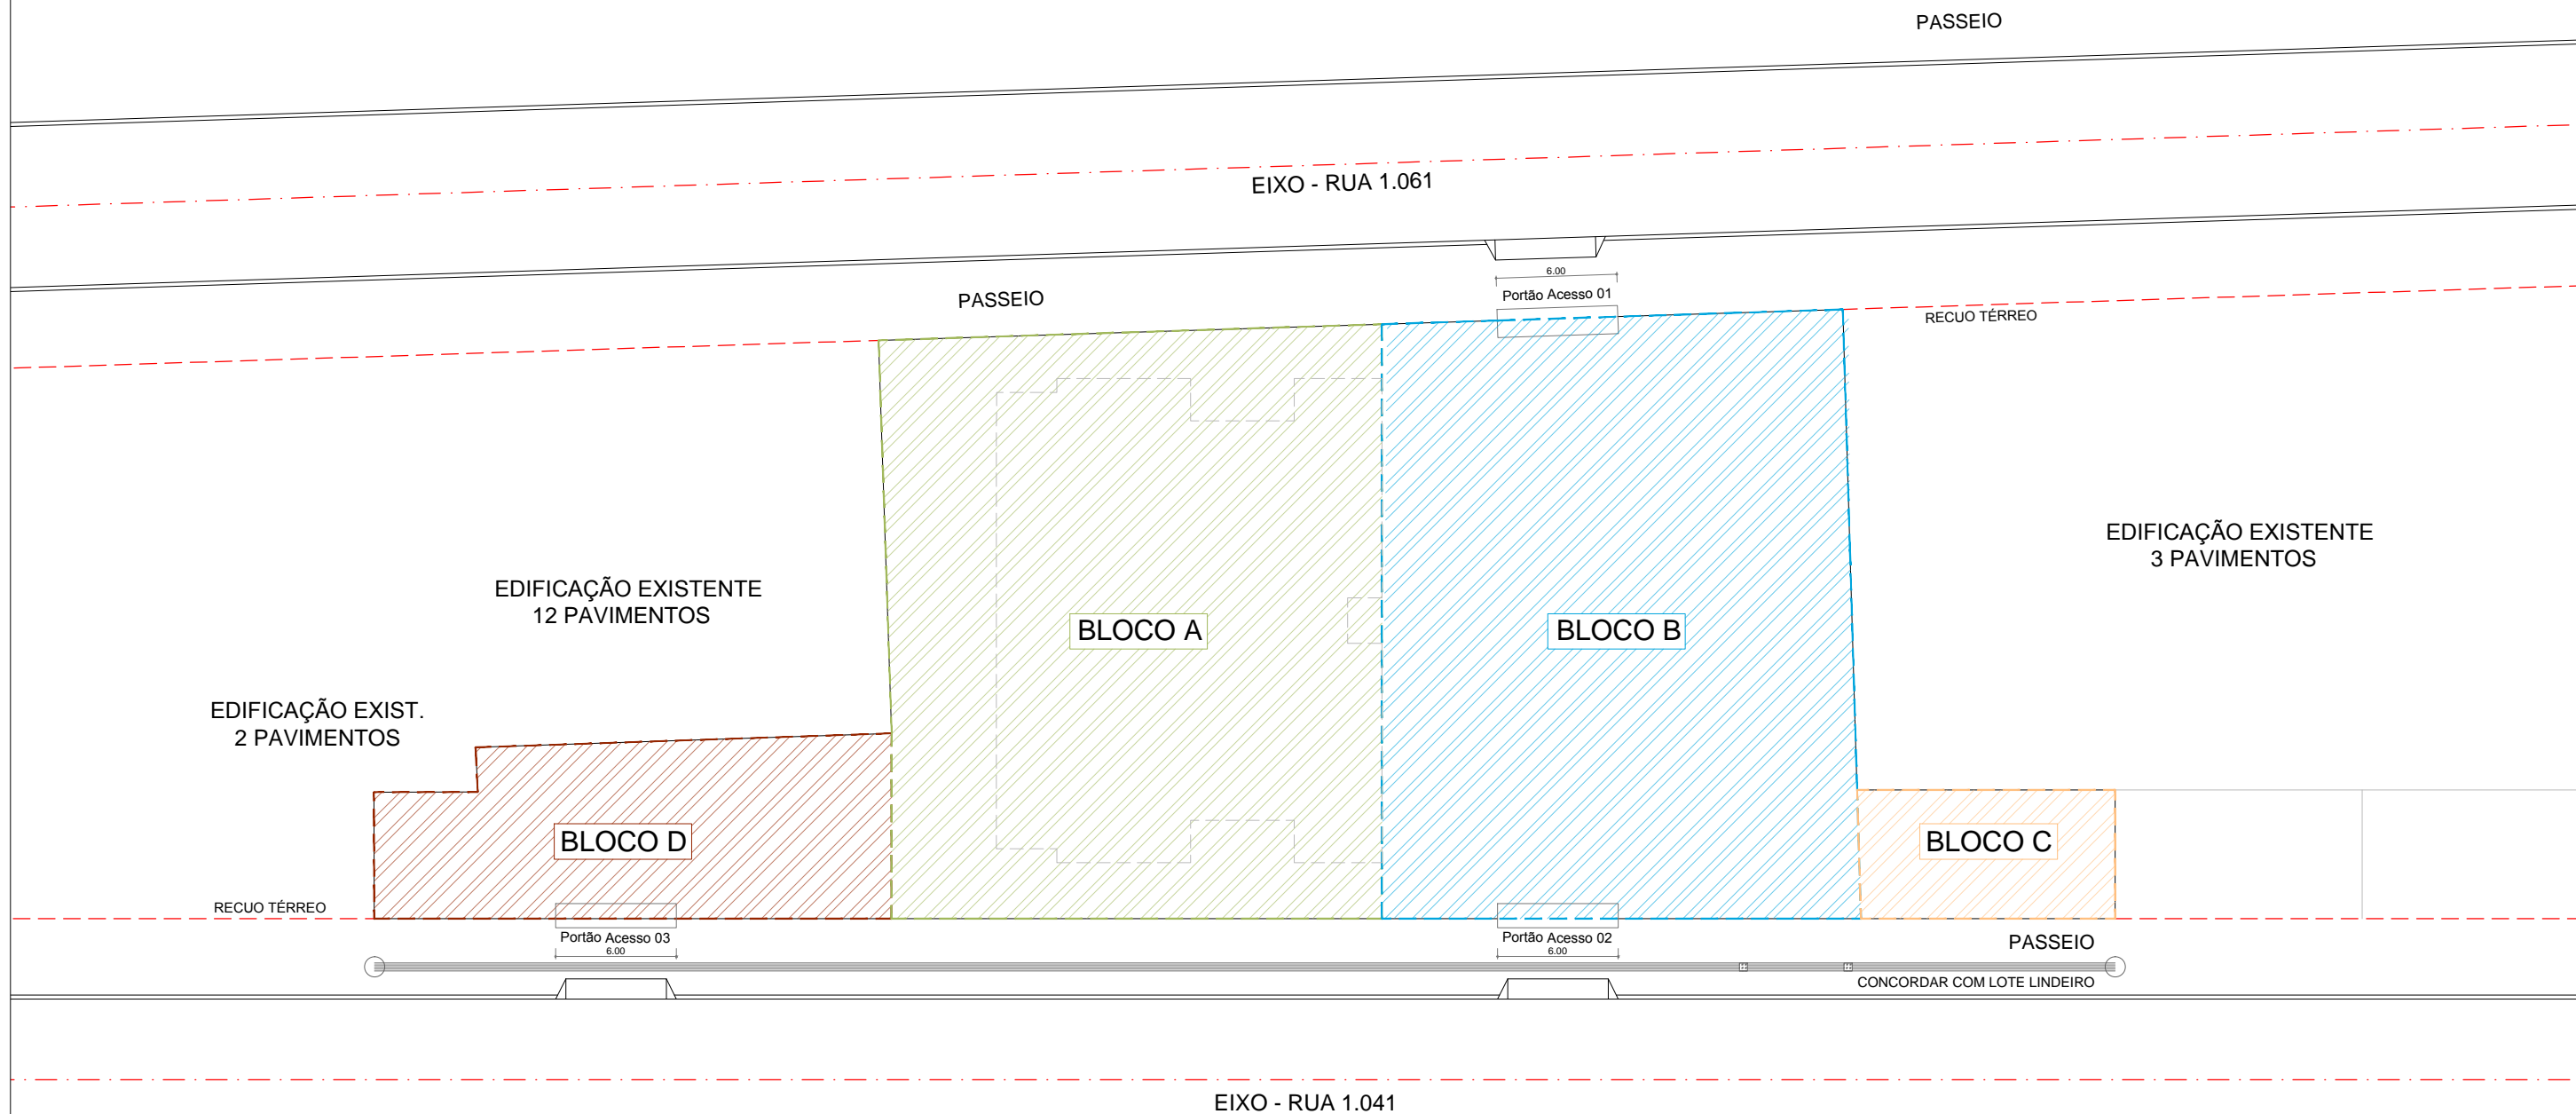 PASSEIO
EIXO - RUA 1.061
6.00
Portão Acesso 01
PASSEIO
RECUO TÉRREO
EDIFICAÇÃO EXISTENTE
3 PAVIMENTOS
EDIFICAÇÃO EXISTENTE
12 PAVIMENTOS
BLOCO A
BLOCO B
EDIFICAÇÃO EXIST.
2 PAVIMENTOS
BLOCO D
BLOCO C
RECUO TÉRREO
Portão Acesso 03
6.00
Portão Acesso 02
6.00
PASSEIO
CONCORDAR COM LOTE LINDEIRO
EIXO - RUA 1.041